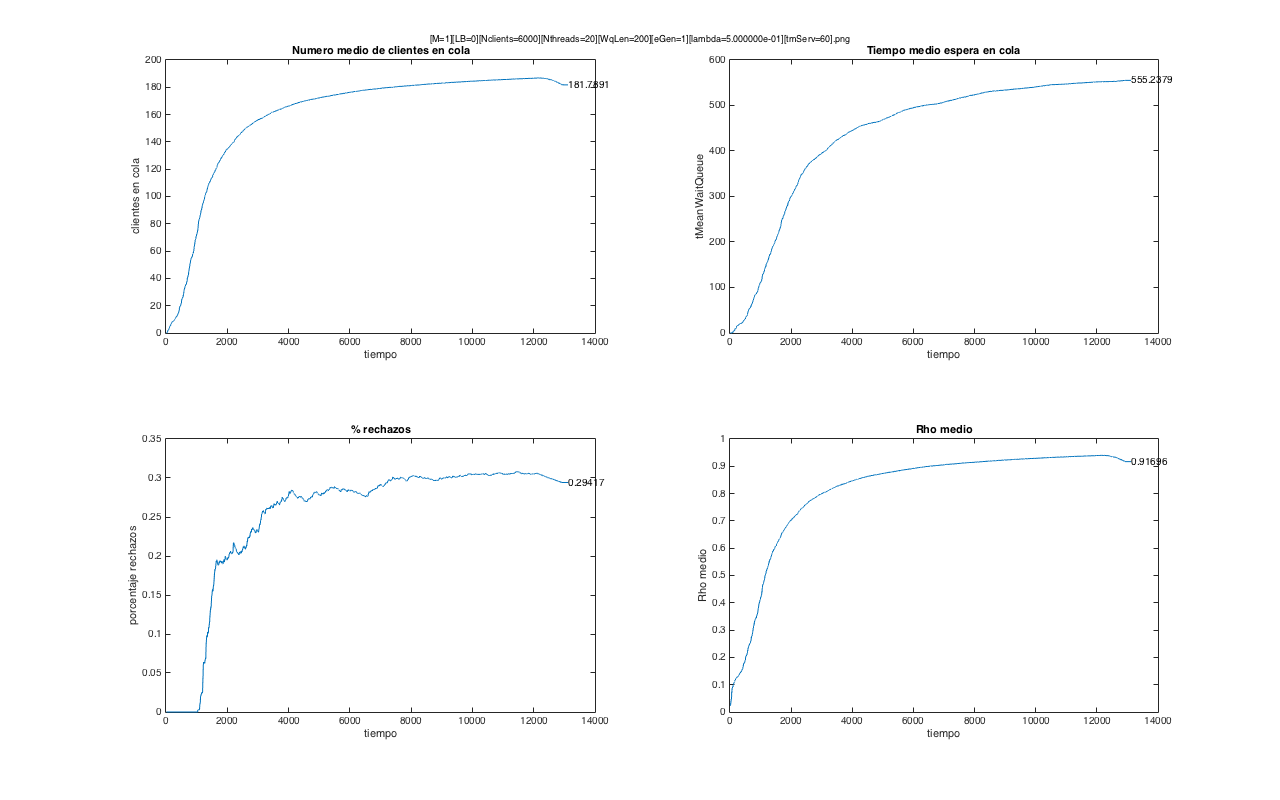 [M=1][LB=0][Nclients=6000][Nthreads=20][WqLen=200][eGen=1][lambda=5.000000e-01][tmServ=60].png
Numero medio de clientes en cola
200
180
160
140
120
100
80
60
40
20
0
clientes en cola
181.7891
0 2000 4000 6000 8000 10000 12000 14000
tiempo
Tiempo medio espera en cola
600
500
400
300
200
100
0
tMeanWaitQueue
555.2379
0 2000 4000 6000 8000 10000 12000 14000
tiempo
% rechazos
0.35
0.3
0.25
0.2
0.15
0.1
0.05
0
porcentaje rechazos
0.29417
0 2000 4000 6000 8000 10000 12000 14000
tiempo
Rho medio
1
0.9
0.8
0.7
0.6
0.5
0.4
0.3
0.2
0.1
0
Rho medio
0.91696
0 2000 4000 6000 8000 10000 12000 14000
tiempo